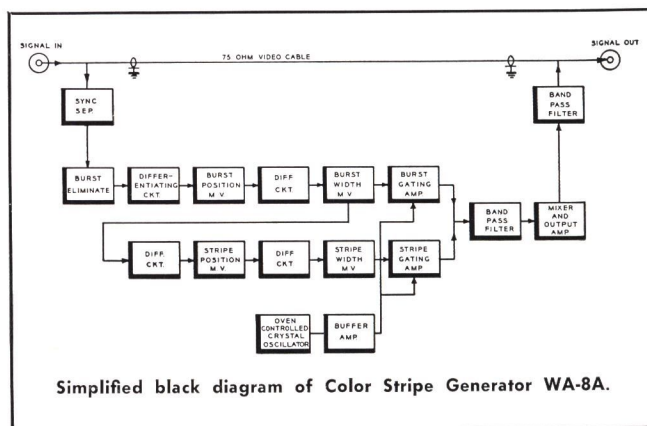 SIGNAL IN
75 OHM VIDEO CABLE
SIGNAL OUT
SYNC
SEP.
BAND
PASS
FILTER
BURST
ELIMINATE
DIFFER-
ENTIATING
CKT.
BURST
POSITION
M.V.
DIFF
CKT
BURST
WIDTH
M.V
BURST
GATING
AMP
BAND
PASS
FILTER
MIXER
AND
OUTPUT
AMP.
DIFF.
CKT.
STRIPE
POSITION
M.V.
DIFF
CKT
STRIPE
WIDTH
M.V
STRIPE
GATING
AMP
OVEN
CONTROLLED
CRYSTAL
OSCILLATOR
BUFFER
AMP
Simplified black diagram of Color Stripe Generator WA-8A.